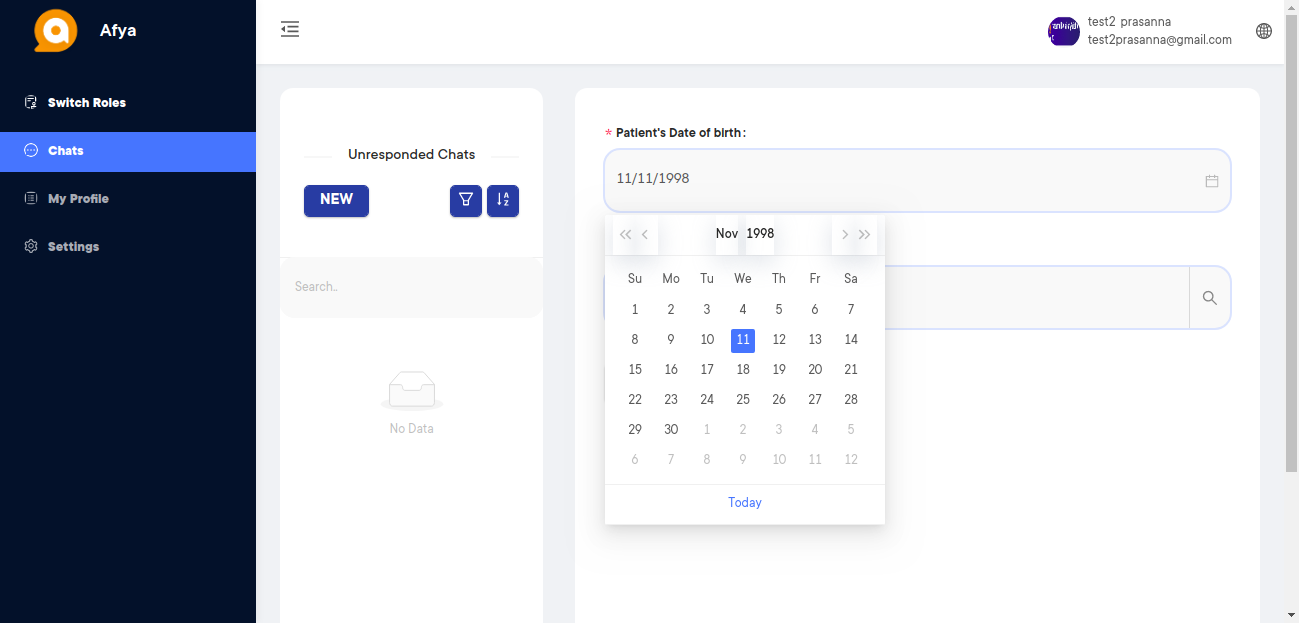 Afya
test2 prasanna
test2prasanna@gmail.com
Switch Roles
Chats
My Profile
Settings
Unresponded Chats
NEW
Search..
No Data
* Patient's Date of birth:
11/11/1998
Nov 1998
Su Mo Tu We Th Fr Sa
1 2 3 4 5 6 7
8 9 10 11 12 13 14
15 16 17 18 19 20 21
22 23 24 25 26 27 28
29 30 1 2 3 4 5
6 7 8 9 10 11 12
Today